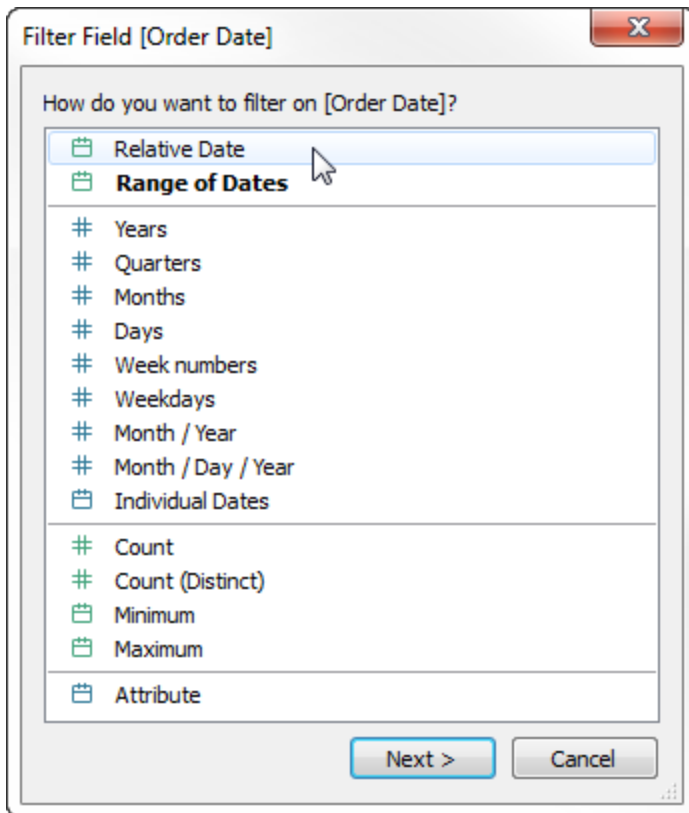 Filter Field [Order Date]
How do you want to filter on [Order Date]?
Relative Date
Range of Dates
Years
Quarters
Months
Days
Week numbers
Weekdays
Month / Year
Month / Day / Year
Individual Dates
Count
Count (Distinct)
Minimum
Maximum
Attribute
Next >
Cancel